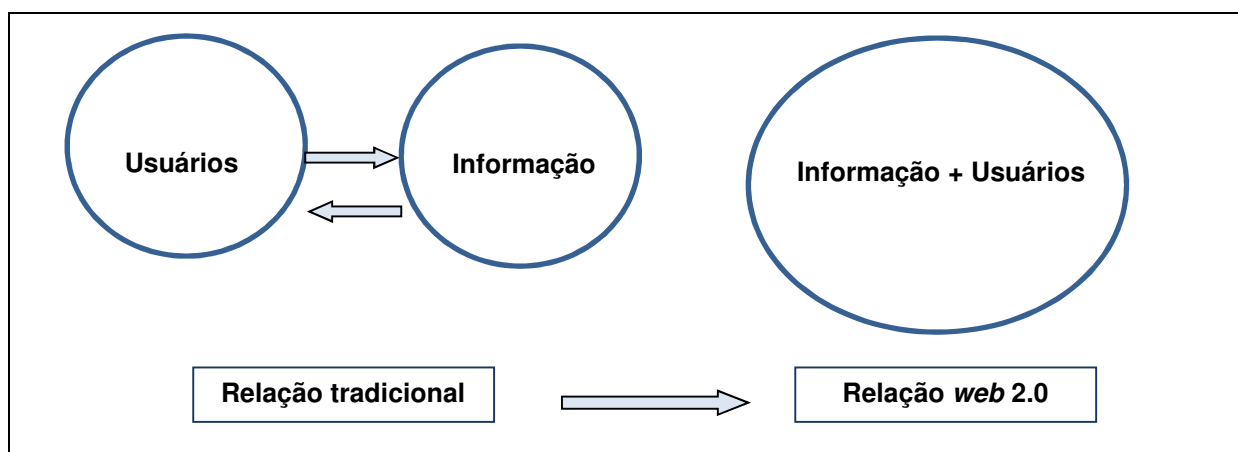 Usuários
Informação
Informação + Usuários
Relação tradicional
Relação web 2.0